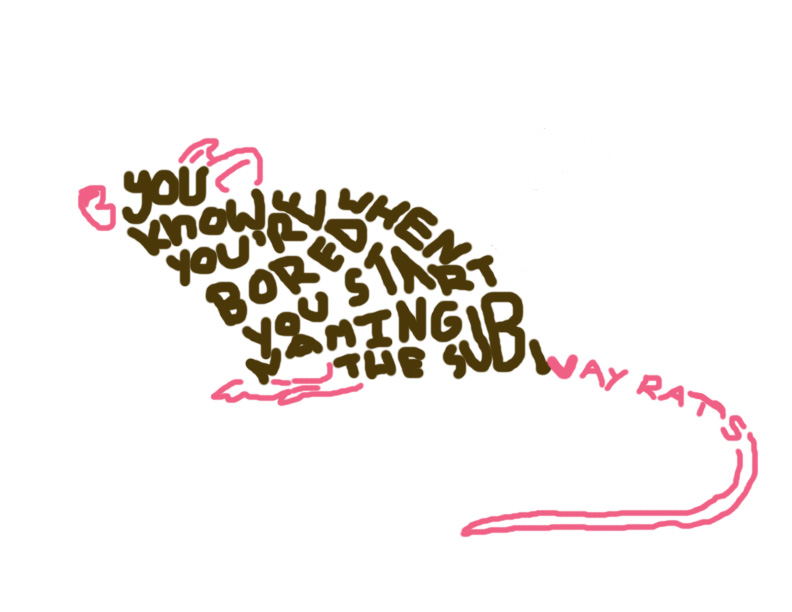 YOU
KNOW
YOU'RE
BORED WHEN
YOU START
NAMING
THE SUBWAY RATS